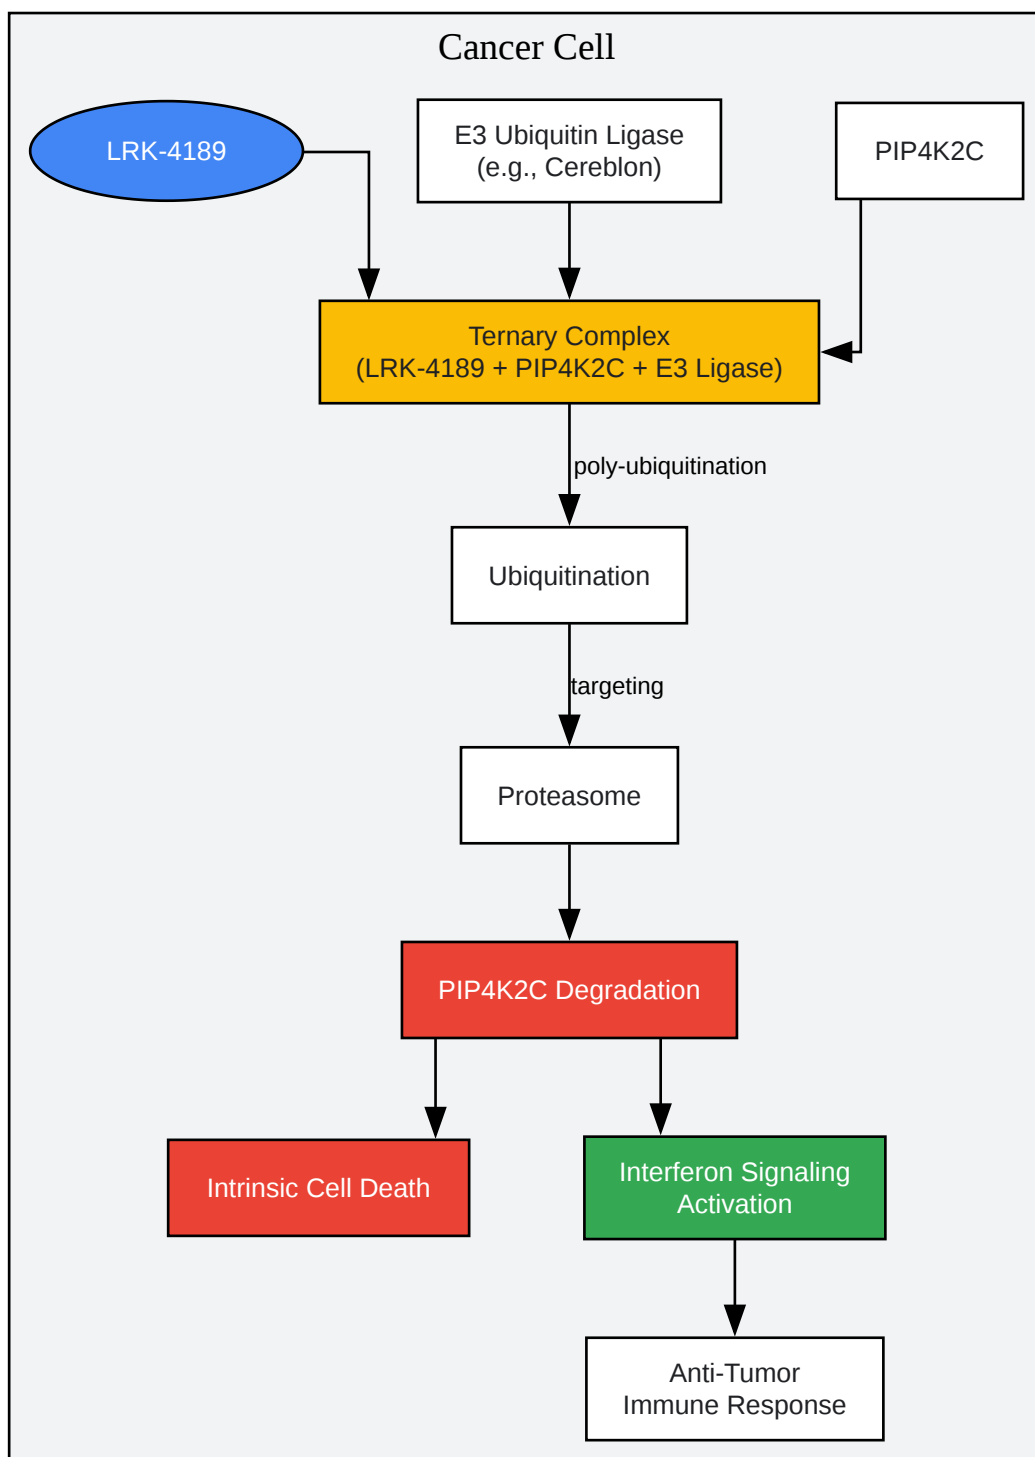 Cancer Cell
LRK-4189
E3 Ubiquitin Ligase
(e.g., Cereblon)
PIP4K2C
Ternary Complex
(LRK-4189 + PIP4K2C + E3 Ligase)
poly-ubiquitination
Ubiquitination
targeting
Proteasome
PIP4K2C Degradation
Intrinsic Cell Death
Interferon Signaling
Activation
Anti-Tumor
Immune Response